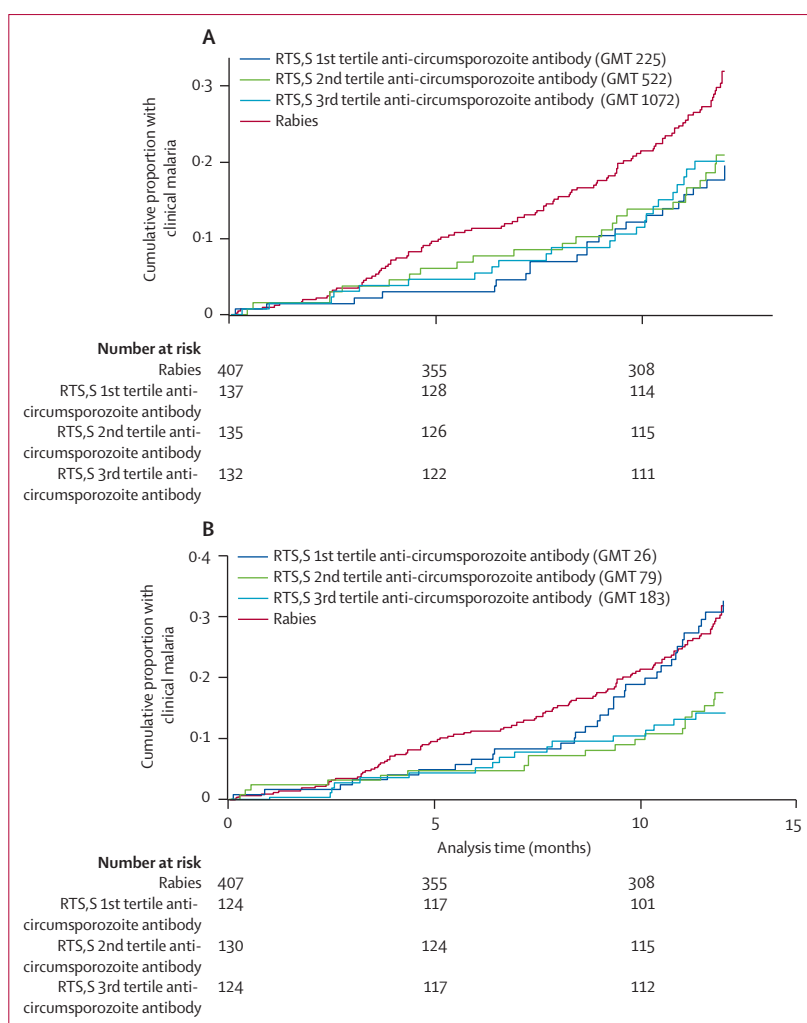 A
RTS,S 1st tertile anti-circumsporozoite antibody (GMT 225)
RTS,S 2nd tertile anti-circumsporozoite antibody (GMT 522)
RTS,S 3rd tertile anti-circumsporozoite antibody (GMT 1072)
Rabies
Cumulative proportion with
clinical malaria
0·3
0·2
0·1
0
Number at risk
Rabies 407 355 308
RTS,S 1st tertile anti-
circumsporozoite antibody 137 128 114
RTS,S 2nd tertile anti-
circumsporozoite antibody 135 126 115
RTS,S 3rd tertile anti-
circumsporozoite antibody 132 122 111
B
RTS,S 1st tertile anti-circumsporozoite antibody (GMT 26)
RTS,S 2nd tertile anti-circumsporozoite antibody (GMT 79)
RTS,S 3rd tertile anti-circumsporozoite antibody (GMT 183)
Rabies
Cumulative proportion with
clinical malaria
0·4
0·3
0·2
0·1
0
0 5 10 15
Analysis time (months)
Number at risk
Rabies 407 355 308
RTS,S 1st tertile anti-
circumsporozoite antibody 124 117 101
RTS,S 2nd tertile anti-
circumsporozoite antibody 130 124 115
RTS,S 3rd tertile anti-
circumsporozoite antibody 124 117 112